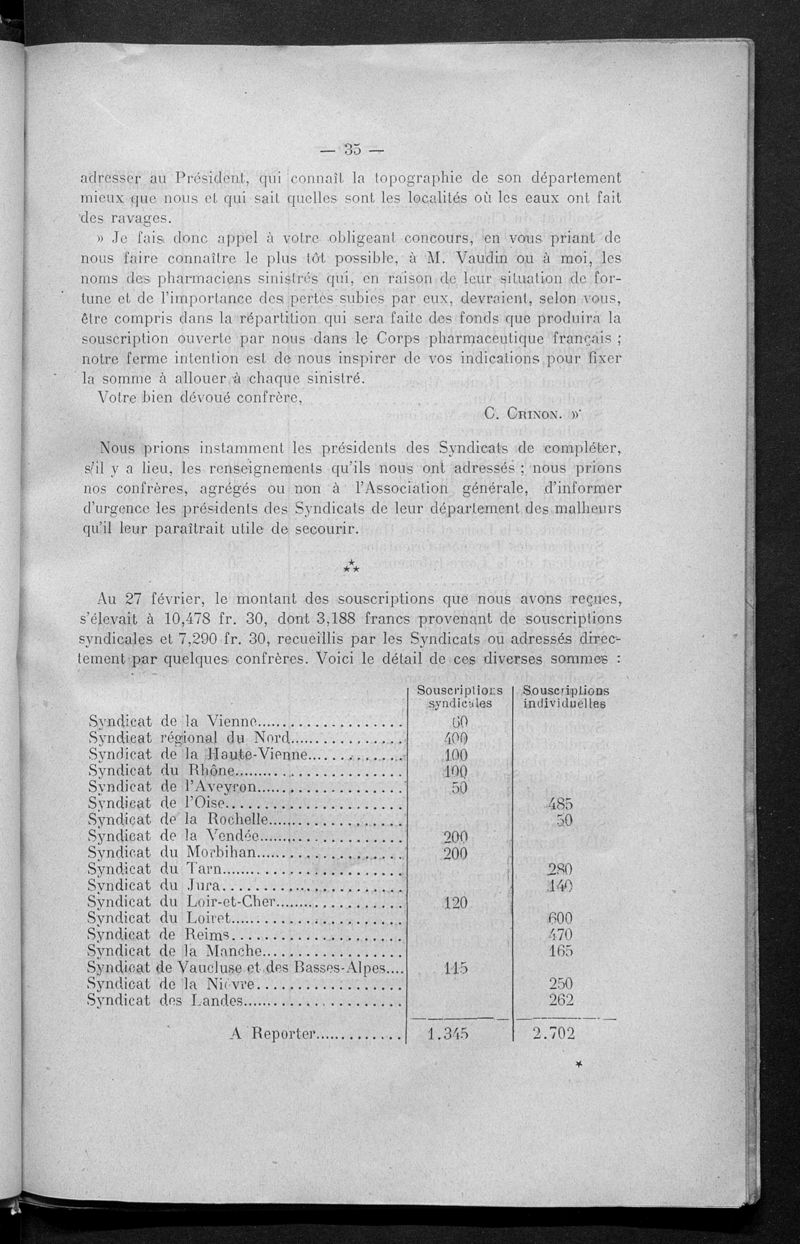 — 35 —
adresser au Président, qui connaît la topographie de son département
mieux que nous et qui sait quelles sont les localités où les eaux ont fait
des ravages.
» Je fais donc appel à votre obligeant concours, en vous priant de
nous faire connaître le plus tôt possible, à M. Vaudin ou à moi, les
noms des pharmaciens sinistrés qui, en raison de leur situation de for-
tune et de l'importance des pertes subies par eux, devraient, selon vous,
être compris dans la répartition qui sera faite des fonds que produira la
souscription ouverte par nous dans le Corps pharmaceutique français ;
notre ferme intention est de nous inspirer de vos indications pour fixer
la somme à allouer à chaque sinistré.
Votre bien dévoué confrère,
C. CRINON. »
Nous prions instamment les présidents des Syndicats de compléter,
s'il y a lieu, les renseignements qu'ils nous ont adressés ; nous prions
nos confrères, agrégés ou non à l'Association générale, d'informer
d'urgence les présidents des Syndicats de leur département des malheurs
qu'il leur paraîtrait utile de secourir.
⁂
Au 27 février, le montant des souscriptions que nous avons reçues,
s'élevait à 10,478 fr. 30, dont 3,188 francs provenant de souscriptions
syndicales et 7,290 fr. 30, recueillis par les Syndicats ou adressés direc-
tement par quelques confrères. Voici le détail de ces diverses sommes :
Souscriptions syndicales Souscriptions individuelles
Syndicat de la Vienne.................... 60
Syndicat régional du Nord................ 400
Syndicat de la Haute-Vienne.............. 100
Syndicat du Rhône........................ 100
Syndicat de l'Aveyron.................... 50
Syndicat de l'Oise....................... 485
Syndicat de la Rochelle.................. 50
Syndicat de la Vendée.................... 200
Syndicat du Morbihan..................... 200
Syndicat du Tarn......................... 280
Syndicat du Jura......................... 140
Syndicat du Loir-et-Cher................. 120
Syndicat du Loiret....................... 600
Syndicat de Reims........................ 470
Syndicat de la Manche.................... 165
Syndicat de Vaucluse et des Basses-Alpes.... 115
Syndicat de la Nièvre.................... 250
Syndicat des Landes...................... 262
A Reporter............. 1.345 2.702
*